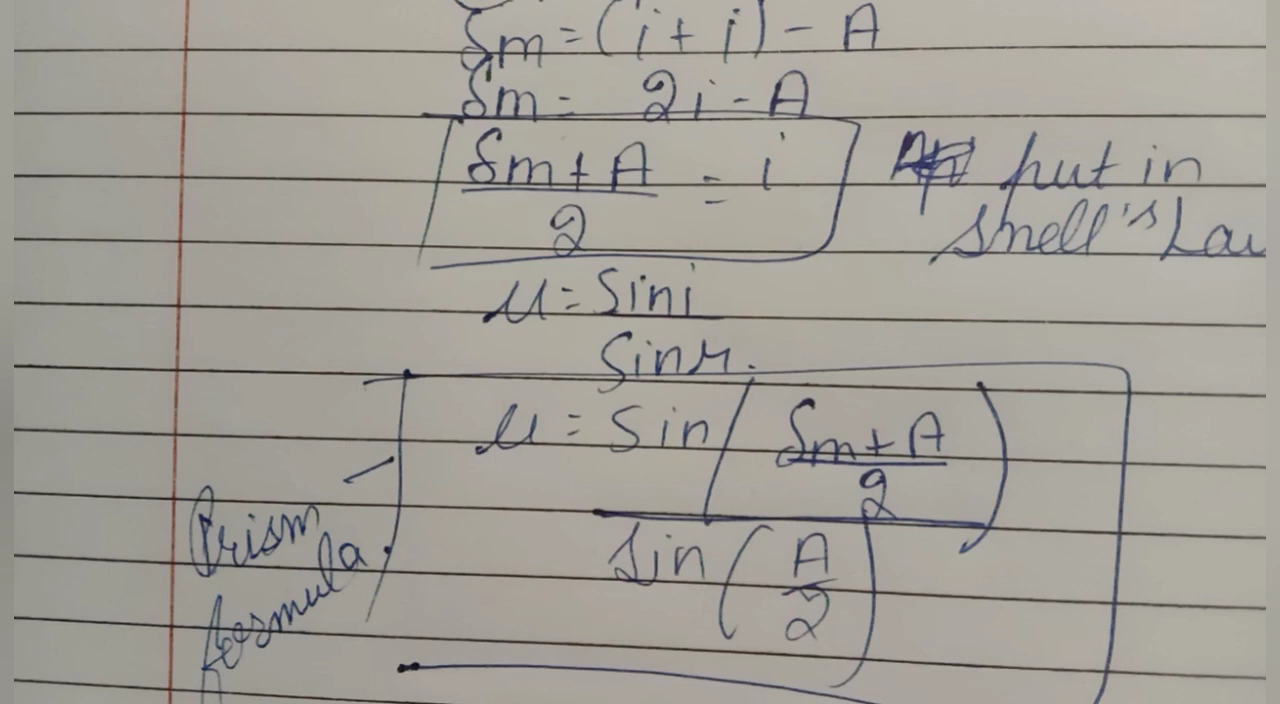 δm = (i + i) - A
δm = 2i - A
δm + A / 2 = i put in
Snell's Law
μ = Sin i / Sin r.
μ = Sin (δm + A / 2) / Sin (A / 2)
Prism
formula